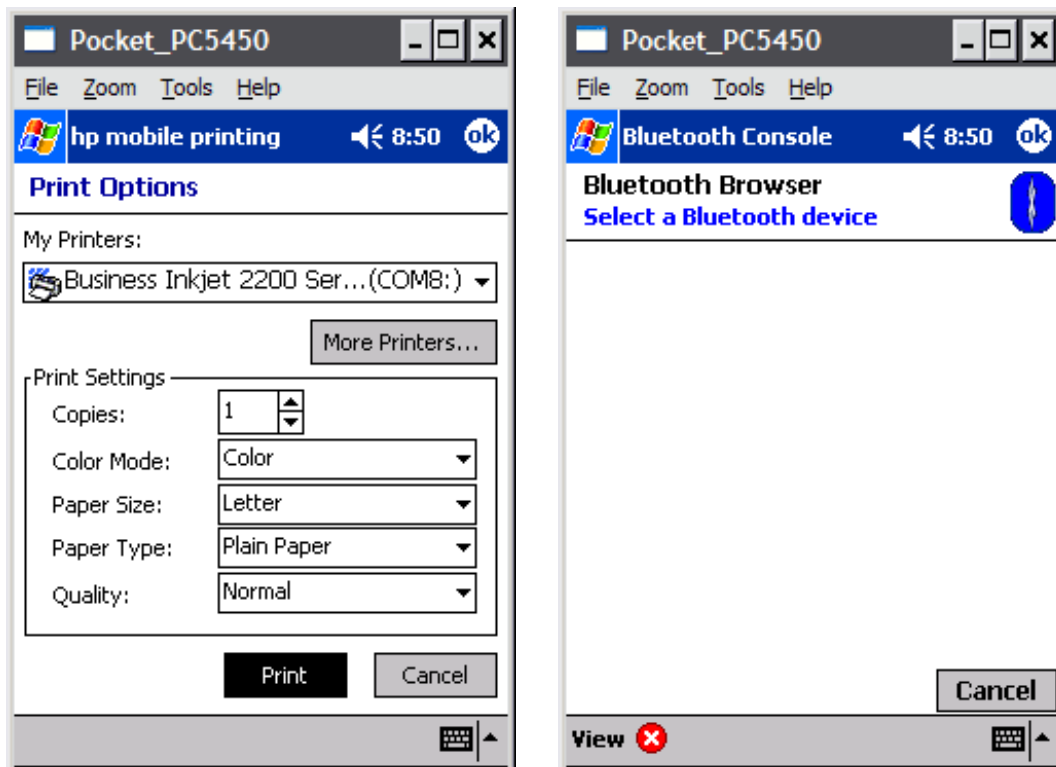 Pocket_PC5450
File Zoom Tools Help
hp mobile printing 8:50 ok
Print Options
My Printers:
Business Inkjet 2200 Ser...(COM8:)
More Printers...
Print Settings
Copies: 1
Color Mode: Color
Paper Size: Letter
Paper Type: Plain Paper
Quality: Normal
Print Cancel
Pocket_PC5450
File Zoom Tools Help
Bluetooth Console 8:50 ok
Bluetooth Browser
Select a Bluetooth device
Cancel
View